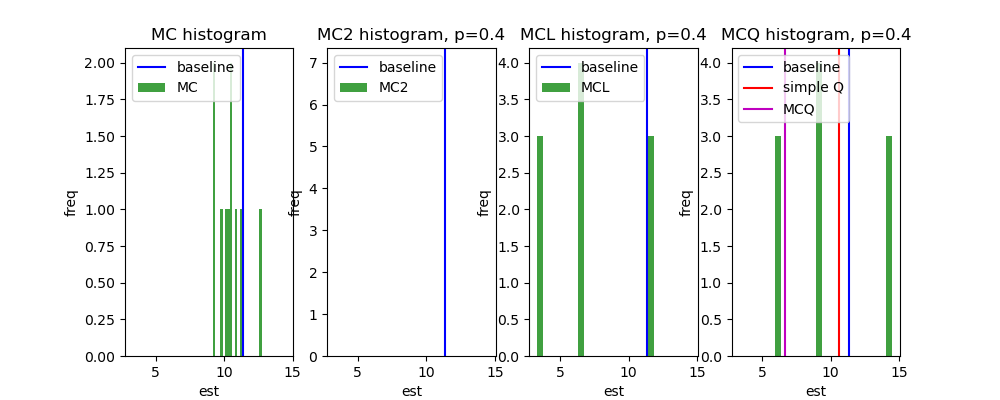 MC histogram
2.00
1.75
1.50
1.25
1.00
0.75
0.50
0.25
0.00
freq
5
10
15
est
baseline
MC
MC2 histogram, p=0.4
7
6
5
4
3
2
1
0
freq
5
10
15
est
baseline
MC2
MCL histogram, p=0.4
4.0
3.5
3.0
2.5
2.0
1.5
1.0
0.5
0.0
freq
5
10
15
est
baseline
MCL
MCQ histogram, p=0.4
4.0
3.5
3.0
2.5
2.0
1.5
1.0
0.5
0.0
freq
5
10
15
est
baseline
simple Q
MCQ